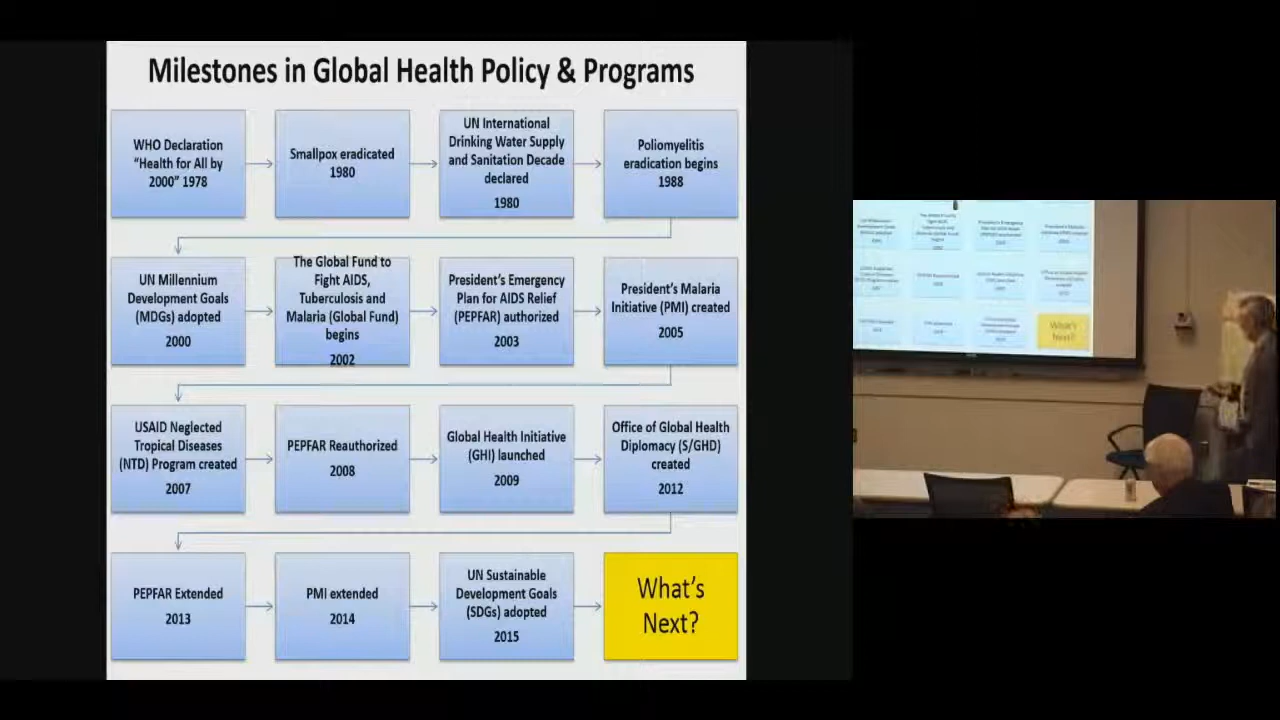 Milestones in Global Health Policy & Programs
WHO Declaration
“Health for All by
2000” 1978
Smallpox eradicated
1980
UN International
Drinking Water Supply
and Sanitation Decade
declared
1980
Poliomyelitis
eradication begins
1988
UN Millennium
Development Goals
(MDGs) adopted
2000
The Global Fund to
Fight AIDS,
Tuberculosis and
Malaria (Global Fund)
begins
2002
President’s Emergency
Plan for AIDS Relief
(PEPFAR) authorized
2003
President’s Malaria
Initiative (PMI) created
2005
USAID Neglected
Tropical Diseases
(NTD) Program created
2007
PEPFAR Reauthorized
2008
Global Health Initiative
(GHI) launched
2009
Office of Global Health
Diplomacy (S/GHD)
created
2012
PEPFAR Extended
2013
PMI extended
2014
UN Sustainable
Development Goals
(SDGs) adopted
2015
What’s
Next?
What's
Next?